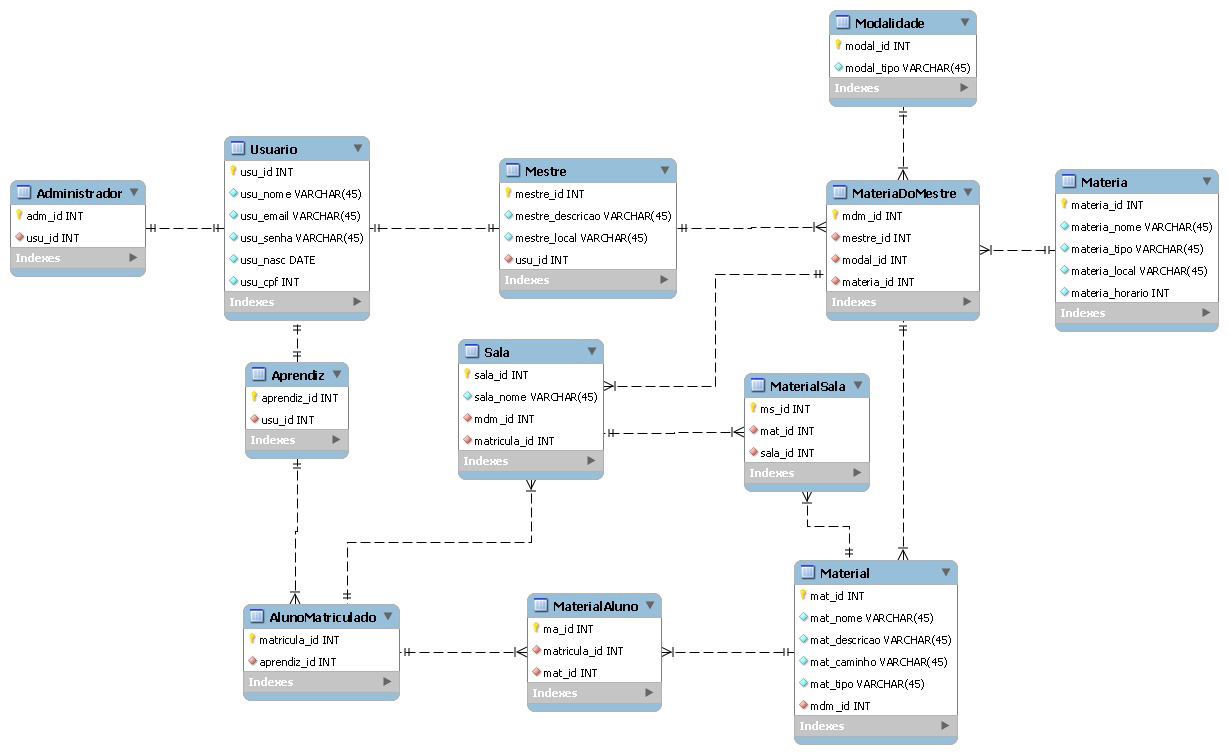 Modalidade
modal_id INT
modal_tipo VARCHAR(45)
Indexes
Usuario
usu_id INT
usu_nome VARCHAR(45)
usu_email VARCHAR(45)
usu_senha VARCHAR(45)
usu_nasc DATE
usu_cpf INT
Indexes
Mestre
mestre_id INT
mestre_descricao VARCHAR(45)
mestre_local VARCHAR(45)
usu_id INT
Indexes
Administrador
adm_id INT
usu_id INT
Indexes
MateriaDoMestre
mdm_id INT
mestre_id INT
modal_id INT
materia_id INT
Indexes
Materia
materia_id INT
materia_nome VARCHAR(45)
materia_tipo VARCHAR(45)
materia_local VARCHAR(45)
materia_horario INT
Indexes
Aprendiz
aprendiz_id INT
usu_id INT
Indexes
Sala
sala_id INT
sala_nome VARCHAR(45)
mdm_id INT
matricula_id INT
Indexes
MaterialSala
ms_id INT
mat_id INT
sala_id INT
Indexes
AlunoMatriculado
matricula_id INT
aprendiz_id INT
Indexes
MaterialAluno
ma_id INT
matricula_id INT
mat_id INT
Indexes
Material
mat_id INT
mat_nome VARCHAR(45)
mat_descricao VARCHAR(45)
mat_caminho VARCHAR(45)
mat_tipo VARCHAR(45)
mdm_id INT
Indexes